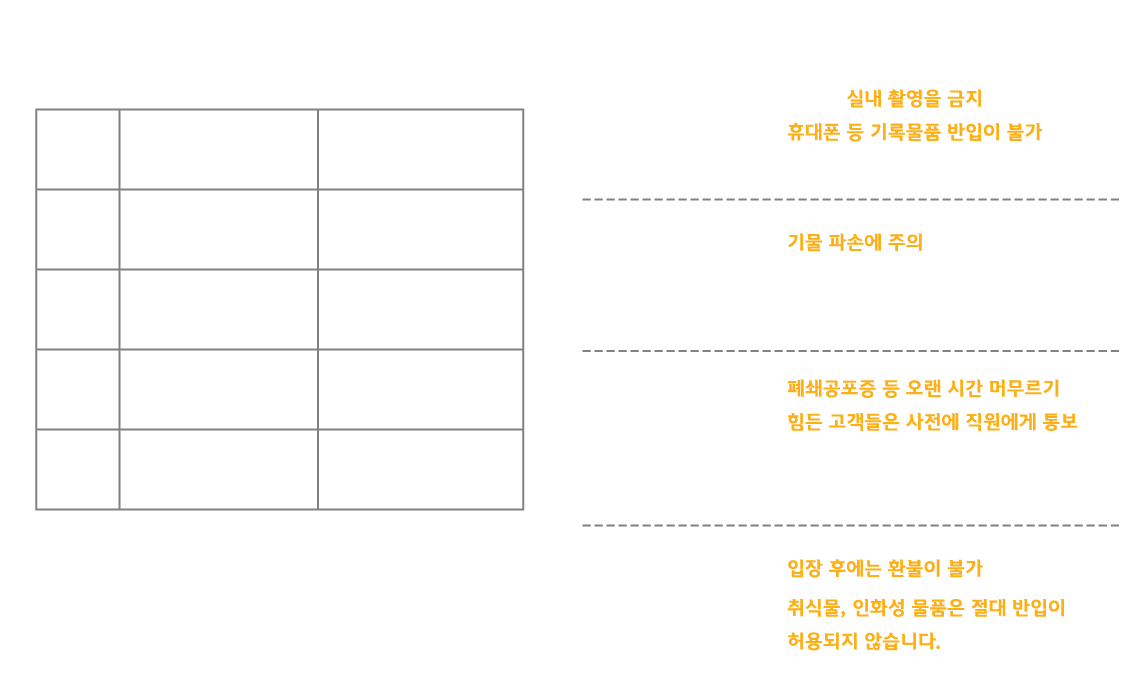 실내 촬영을 금지
휴대폰 등 기록물품 반입이 불가
기물 파손에 주의
폐쇄공포증 등 오랜 시간 머무르기
힘든 고객들은 사전에 직원에게 통보
입장 후에는 환불이 불가
취식물, 인화성 물품은 절대 반입이
허용되지 않습니다.